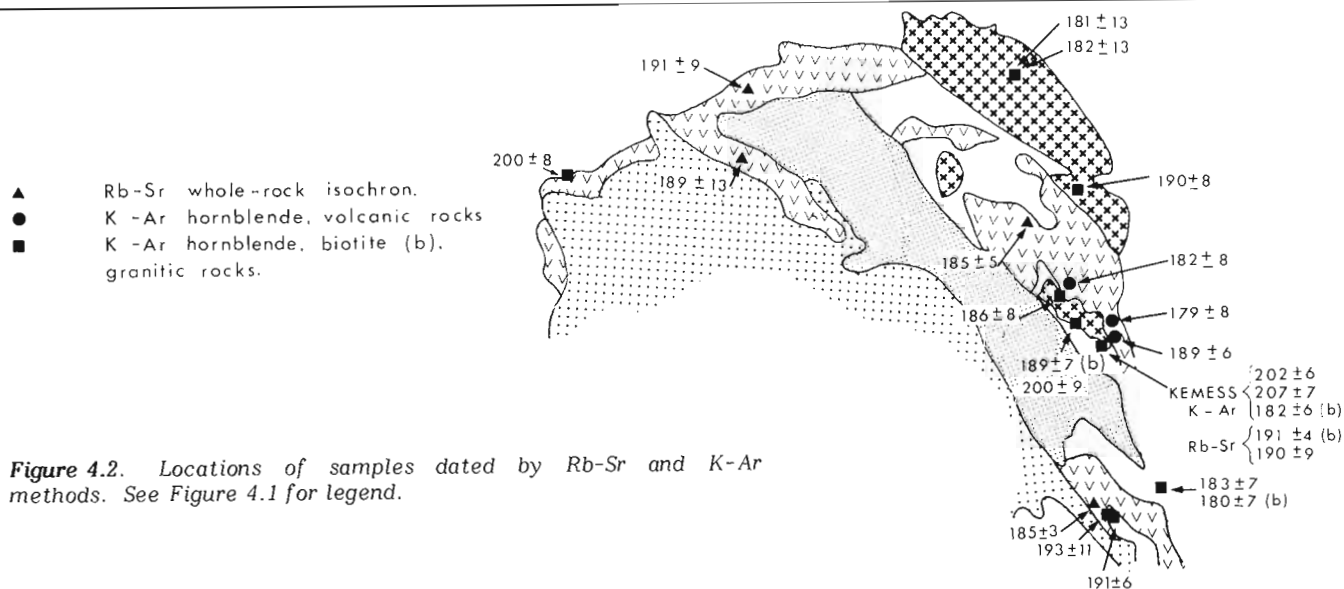 181 ± 13
182 ± 13
191 ± 9
200 ± 8
189 ± 13
190 ± 8
▲ Rb-Sr whole-rock isochron.
● K-Ar hornblende, volcanic rocks
■ K-Ar hornblende, biotite (b),
granitic rocks.
185 ± 5
182 ± 8
186 ± 8
179 ± 8
189 ± 6
189 ± 7 (b)
200 ± 9
KEMESS
K-Ar
202 ± 6
207 ± 7
182 ± 6 (b)
Rb-Sr
191 ± 4 (b)
190 ± 9
Figure 4.2. Locations of samples dated by Rb-Sr and K-Ar
methods. See Figure 4.1 for legend.
183 ± 7
180 ± 7 (b)
185 ± 3
193 ± 11
191 ± 6